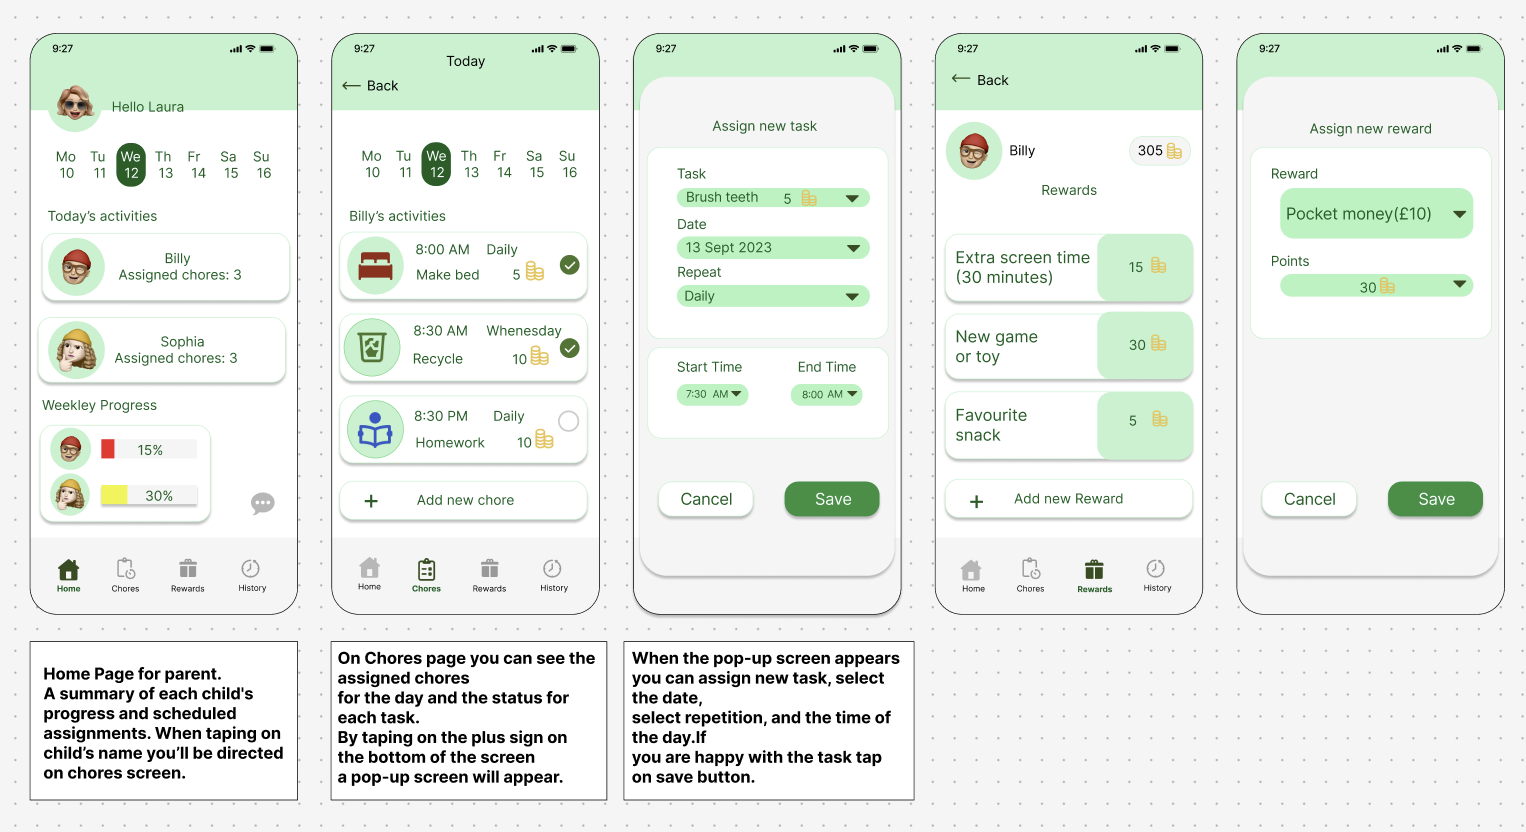 9:27
Hello Laura
Mo Tu We Th Fr Sa Su
10 11 12 13 14 15 16
Today's activities
Billy
Assigned chores: 3
Sophia
Assigned chores: 3
Weekley Progress
15%
30%
Home Chores Rewards History
9:27
Today
Back
Mo Tu We Th Fr Sa Su
10 11 12 13 14 15 16
Billy's activities
8:00 AM Daily
Make bed 5
8:30 AM Whenesday
Recycle 10
8:30 PM Daily
Homework 10
+ Add new chore
Home Chores Rewards History
9:27
Assign new task
Task
Brush teeth 5
Date
13 Sept 2023
Repeat
Daily
Start Time End Time
7:30 AM 8:00 AM
Cancel Save
9:27
Back
Billy 305
Rewards
Extra screen time
(30 minutes)
15
New game
or toy
30
Favourite
snack
5
+ Add new Reward
Home Chores Rewards History
9:27
Assign new reward
Reward
Pocket money(£10)
Points
30
Cancel Save
Home Page for parent.
A summary of each child's
progress and scheduled
assignments. When taping on
child's name you'll be directed
on chores screen.
On Chores page you can see the
assigned chores
for the day and the status for
each task.
By taping on the plus sign on
the bottom of the screen
a pop-up screen will appear.
When the pop-up screen appears
you can assign new task, select
the date,
select repetition, and the time of
the day.If
you are happy with the task tap
on save button.